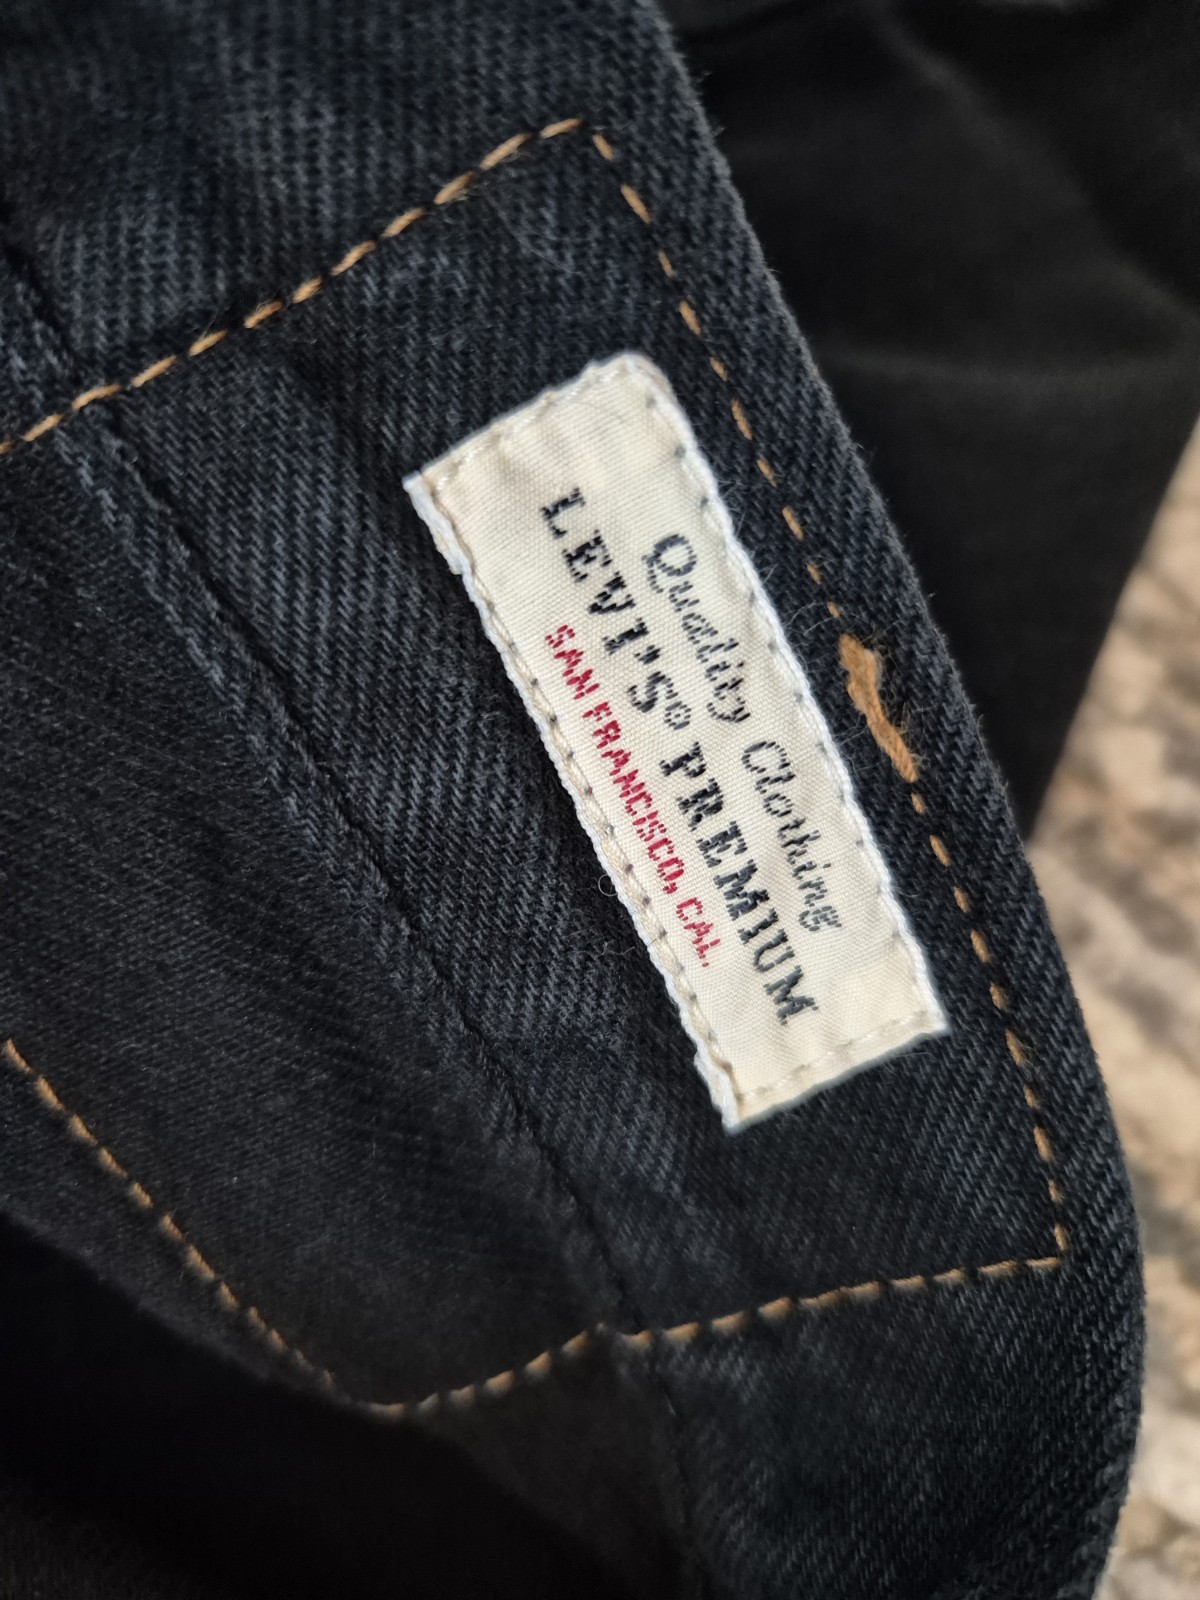 Quality Clothing
LEVI'S® PREMIUM
SAN FRANCISCO, CAL.